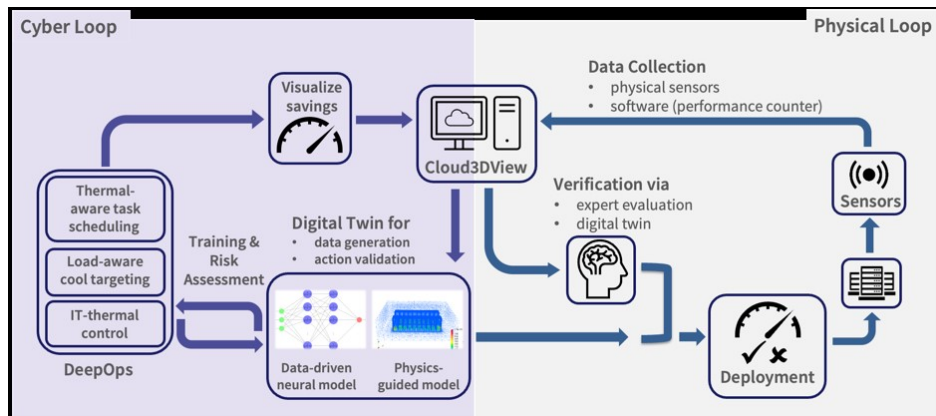 Cyber Loop
Physical Loop
Visualize
savings
Cloud3DView
Data Collection
• physical sensors
• software (performance counter)
Sensors
Thermal-
aware task
scheduling
Load-aware
cool targeting
IT-thermal
control
DeepOps
Training &
Risk
Assessment
Digital Twin for
• data generation
• action validation
Data-driven
neural model
Physics-
guided model
Verification via
• expert evaluation
• digital twin
Deployment